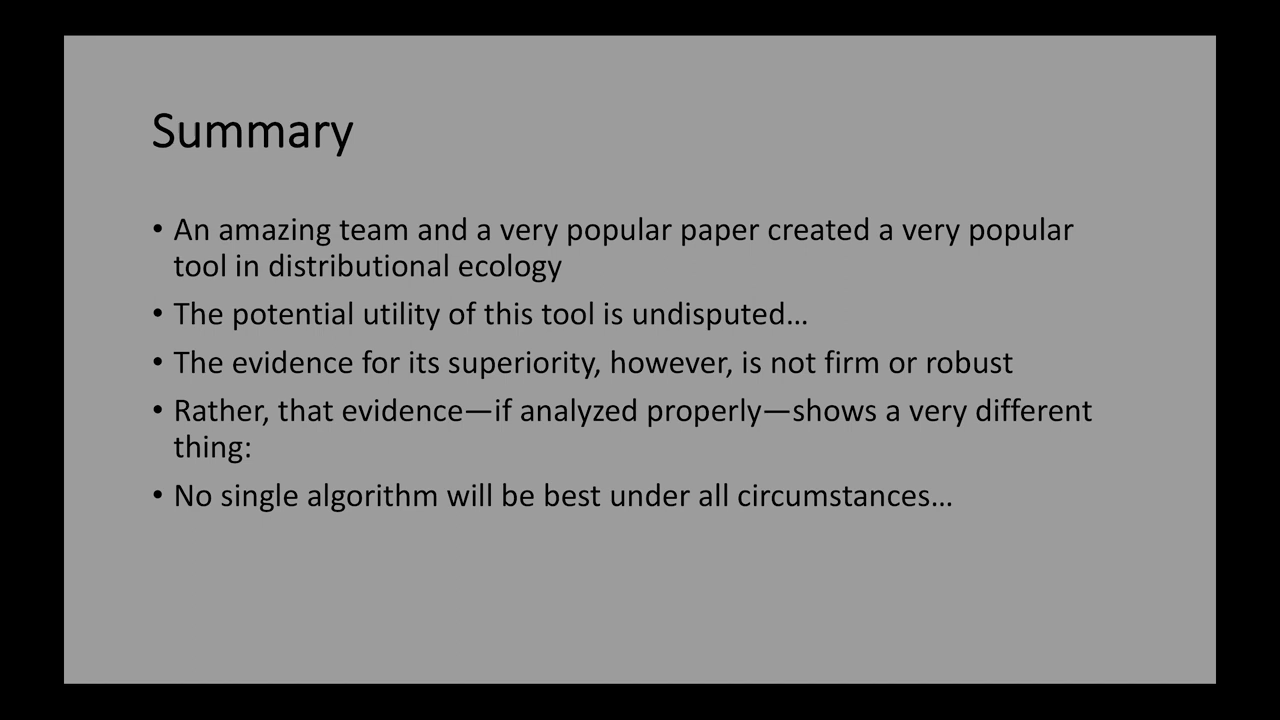 Summary
• An amazing team and a very popular paper created a very popular
tool in distributional ecology
• The potential utility of this tool is undisputed…
• The evidence for its superiority, however, is not firm or robust
• Rather, that evidence—if analyzed properly—shows a very different
thing:
• No single algorithm will be best under all circumstances…